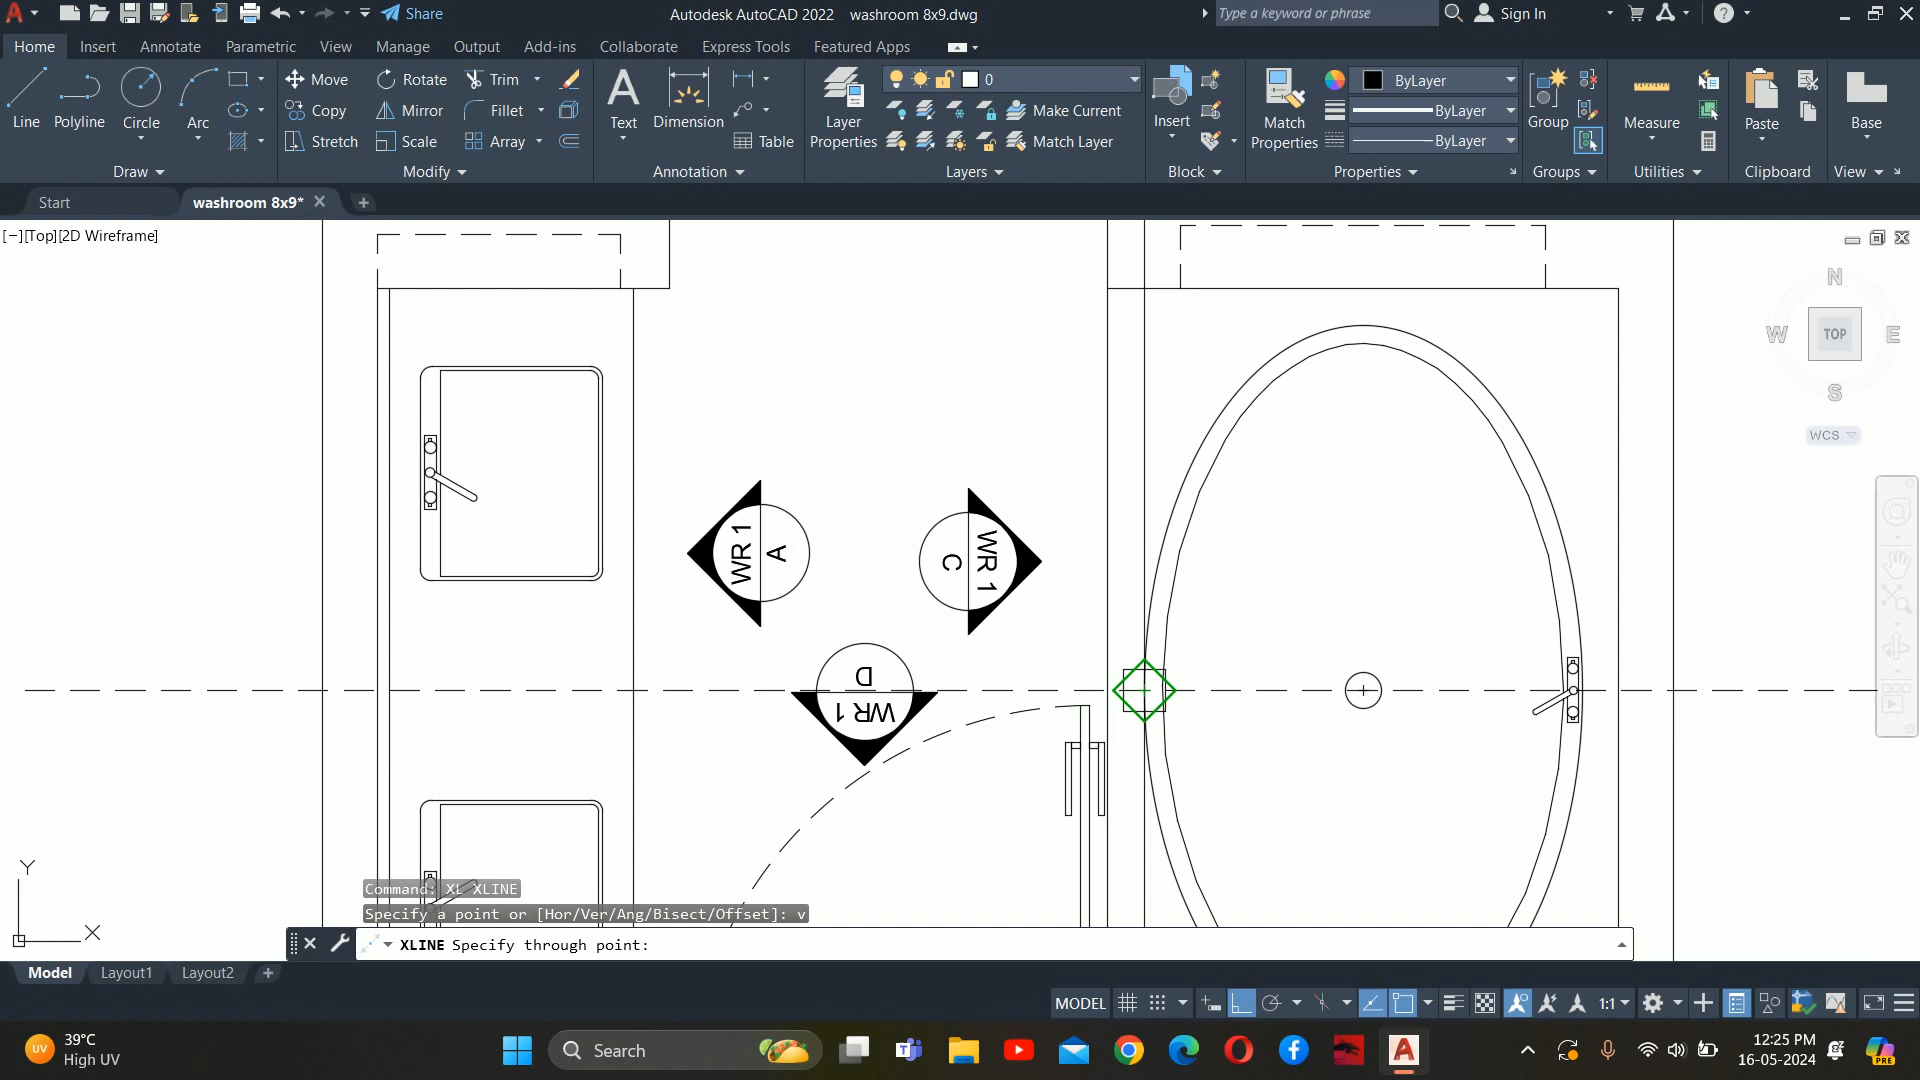 Share
Autodesk AutoCAD 2022 washroom 8x9.dwg
Type a keyword or phrase
Sign In
Home Insert Annotate Parametric View Manage Output Add-ins Collaborate Express Tools Featured Apps
Line
Polyline
Circle
Arc
Move
Rotate
Trim
Copy
Mirror
Fillet
Stretch
Scale
Array
Text
Dimension
Table
Layer
Properties
0
Make Current
Match Layer
Insert
Match
Properties
ByLayer
ByLayer
ByLayer
Group
Measure
Paste
Base
Draw
Modify
Annotation
Layers
Block
Properties
Groups
Utilities
Clipboard
View
Start
washroom 8x9*
[−][Top][2D Wireframe]
N
W
TOP
E
S
WCS
WR 1
A
C
WR 1
D
WR 1
Y
X
Command: XL XLINE
Specify a point or [Hor/Ver/Ang/Bisect/Offset]: v
XLINE Specify through point:
Model
Layout1
Layout2
MODEL
1:1
UV
39°C
High UV
Search
12:25 PM
16-05-2024
PRE